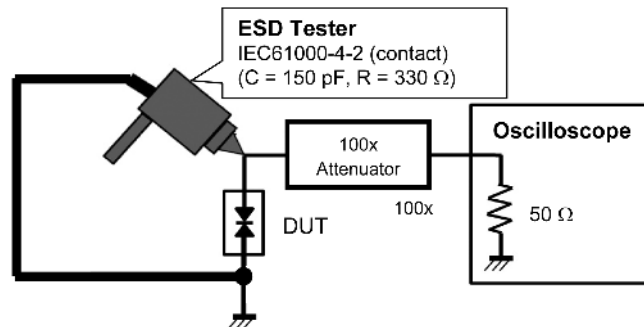 ESD Tester
IEC61000-4-2 (contact)
(C = 150 pF, R = 330 Ω)
100x
Attenuator
100x
Oscilloscope
50 Ω
DUT